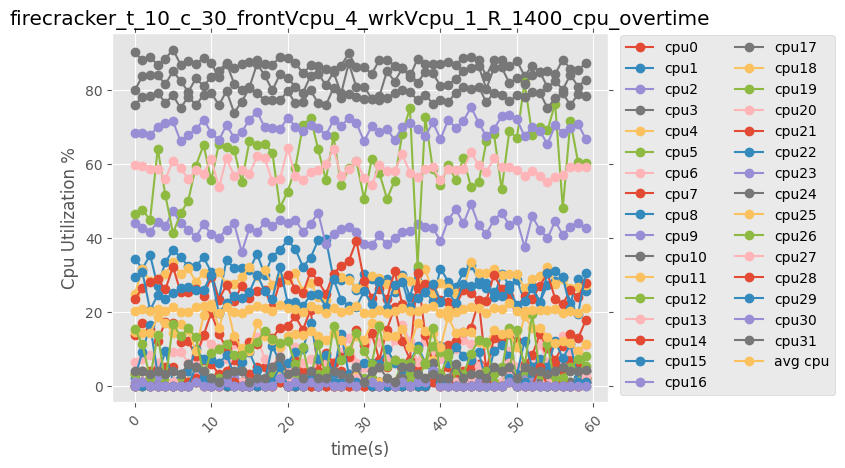 firecracker_t_10_c_30_frontVcpu_4_wrkVcpu_1_R_1400_cpu_overtime
Cpu Utilization %
80
60
40
20
0
0
10
20
30
40
50
60
time(s)
cpu0
cpu1
cpu2
cpu3
cpu4
cpu5
cpu6
cpu7
cpu8
cpu9
cpu10
cpu11
cpu12
cpu13
cpu14
cpu15
cpu16
cpu17
cpu18
cpu19
cpu20
cpu21
cpu22
cpu23
cpu24
cpu25
cpu26
cpu27
cpu28
cpu29
cpu30
cpu31
avg cpu